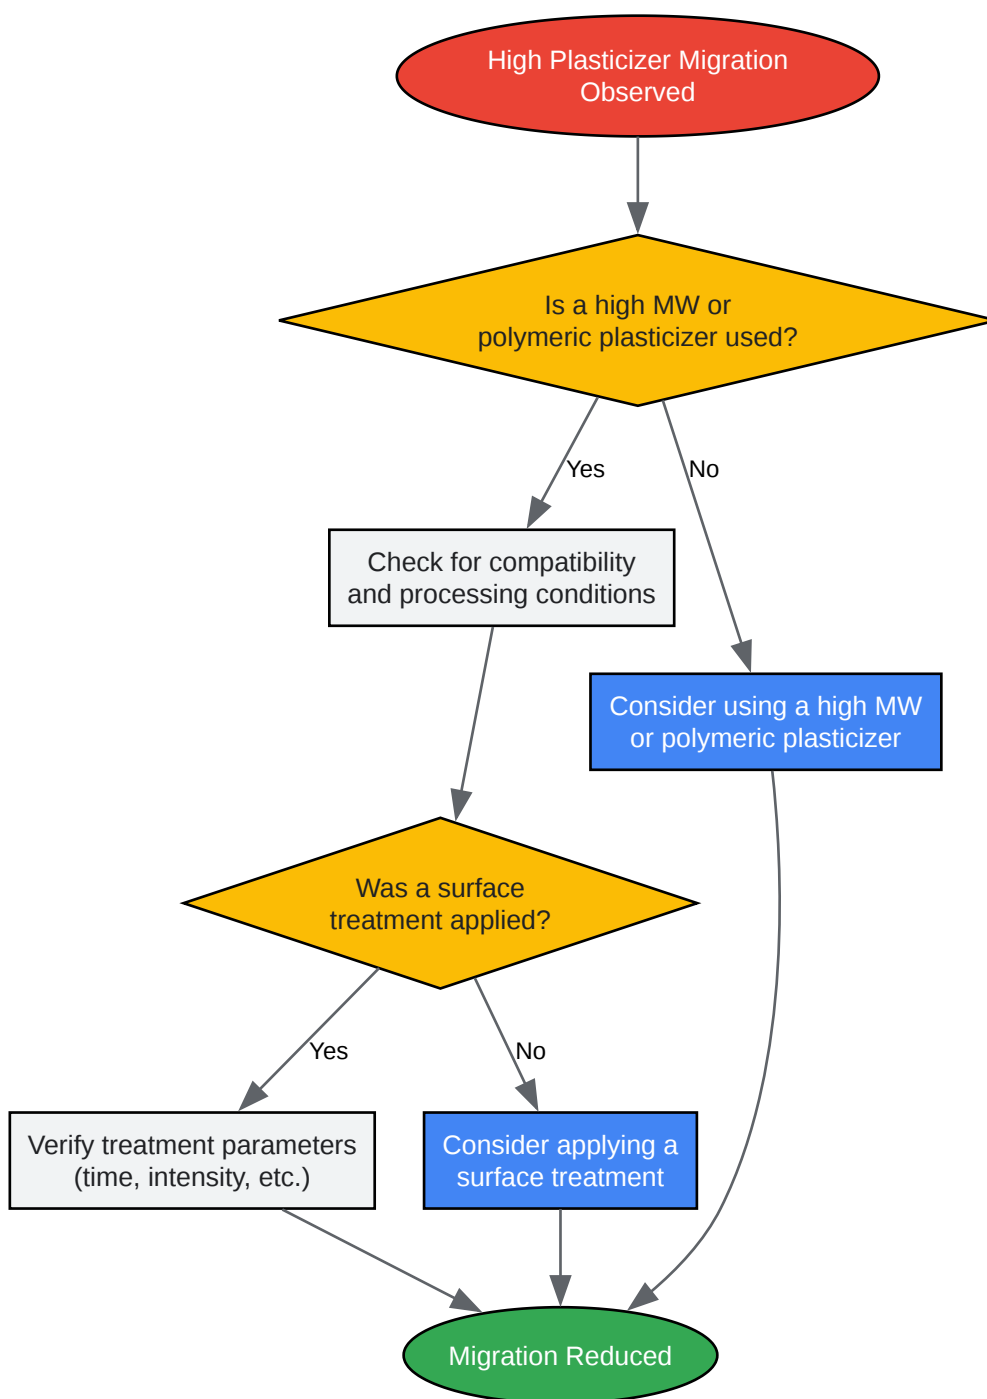 High Plasticizer Migration
Observed
Is a high MW or
polymeric plasticizer used?
Yes
No
Check for compatibility
and processing conditions
Consider using a high MW
or polymeric plasticizer
Was a surface
treatment applied?
Yes
No
Verify treatment parameters
(time, intensity, etc.)
Consider applying a
surface treatment
Migration Reduced